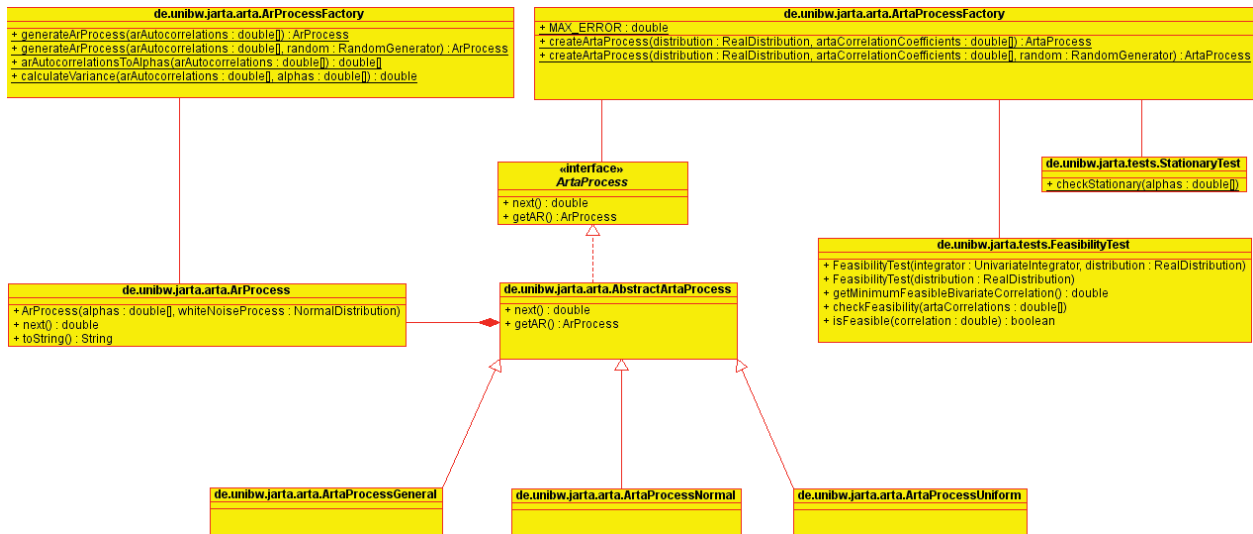 de.unibw.jarta.arta.ArProcessFactory
+ generateArProcess(arAutocorrelations : double[]) : ArProcess
+ generateArProcess(arAutocorrelations : double[], random : RandomGenerator) : ArProcess
+ arAutocorrelationsToAlphas(arAutocorrelations : double[]) : double[]
+ calculateVariance(arAutocorrelations : double[], alphas : double[]) : double
de.unibw.jarta.arta.ArtaProcessFactory
+ MAX_ERROR : double
+ createArtaProcess(distribution : RealDistribution, artaCorrelationCoefficients : double[]) : ArtaProcess
+ createArtaProcess(distribution : RealDistribution, artaCorrelationCoefficients : double[], random : RandomGenerator) : ArtaProcess
«interface»
ArtaProcess
+ next() : double
+ getAR() : ArProcess
de.unibw.jarta.tests.StationaryTest
+ checkStationary(alphas : double[])
de.unibw.jarta.tests.FeasibilityTest
+ FeasibilityTest(integrator : UnivariateIntegrator, distribution : RealDistribution)
+ FeasibilityTest(distribution : RealDistribution)
+ getMinimumFeasibleBivariateCorrelation() : double
+ checkFeasibility(artaCorrelations : double[])
+ isFeasible(correlation : double) : boolean
de.unibw.jarta.arta.ArProcess
+ ArProcess(alphas : double[], whiteNoiseProcess : NormalDistribution)
+ next() : double
+ toString() : String
de.unibw.jarta.arta.AbstractArtaProcess
+ next() : double
+ getAR() : ArProcess
de.unibw.jarta.arta.ArtaProcessGeneral
de.unibw.jarta.arta.ArtaProcessNormal
de.unibw.jarta.arta.ArtaProcessUniform